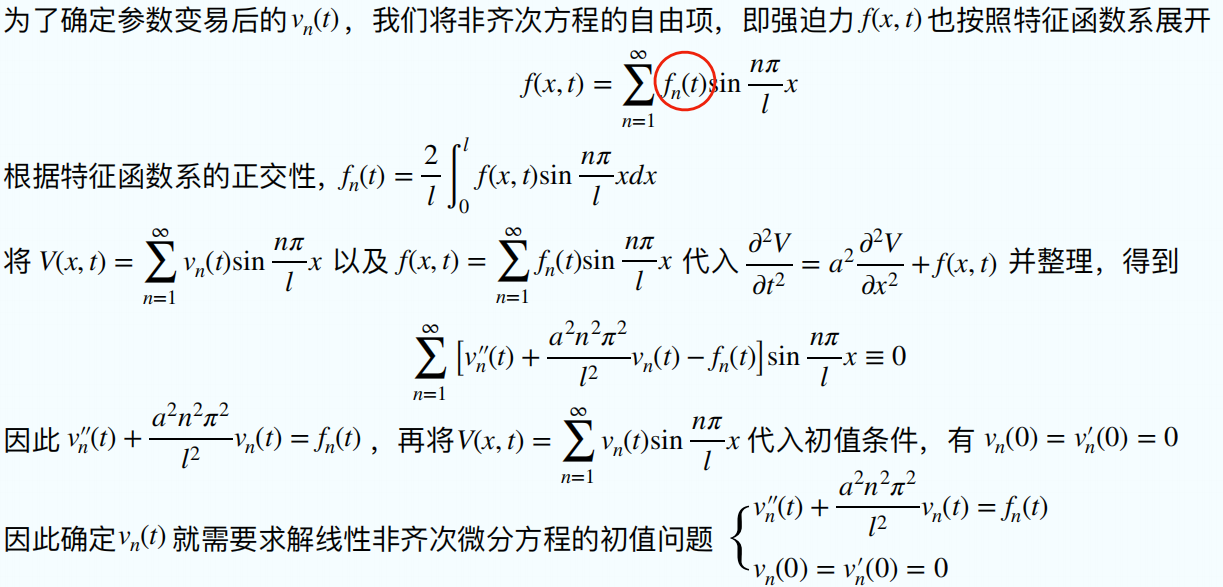 为了确定参数变易后的 $v_n(t)$，我们将非齐次方程的自由项，即强迫力 $f(x,t)$ 也按照特征函数系展开
$f(x,t) = \sum_{n=1}^{\infty} f_n(t) \sin \frac{n\pi}{l} x$
根据特征函数系的正交性, $f_n(t) = \frac{2}{l} \int_0^l f(x,t) \sin \frac{n\pi}{l} x dx$
将 $V(x,t) = \sum_{n=1}^{\infty} v_n(t) \sin \frac{n\pi}{l} x$ 以及 $f(x,t) = \sum_{n=1}^{\infty} f_n(t) \sin \frac{n\pi}{l} x$ 代入 $\frac{\partial^2 V}{\partial t^2} = a^2 \frac{\partial^2 V}{\partial x^2} + f(x,t)$ 并整理，得到
$\sum_{n=1}^{\infty} \left[ v_n''(t) + \frac{a^2 n^2 \pi^2}{l^2} v_n(t) - f_n(t) \right] \sin \frac{n\pi}{l} x \equiv 0$
因此 $v_n''(t) + \frac{a^2 n^2 \pi^2}{l^2} v_n(t) = f_n(t)$ ，再将 $V(x,t) = \sum_{n=1}^{\infty} v_n(t) \sin \frac{n\pi}{l} x$ 代入初值条件，有 $v_n(0) = v_n'(0) = 0$
因此确定 $v_n(t)$ 就需要求解线性非齐次微分方程的初值问题 $\begin{cases} v_n''(t) + \frac{a^2 n^2 \pi^2}{l^2} v_n(t) = f_n(t) \\ v_n(0) = v_n'(0) = 0 \end{cases}$